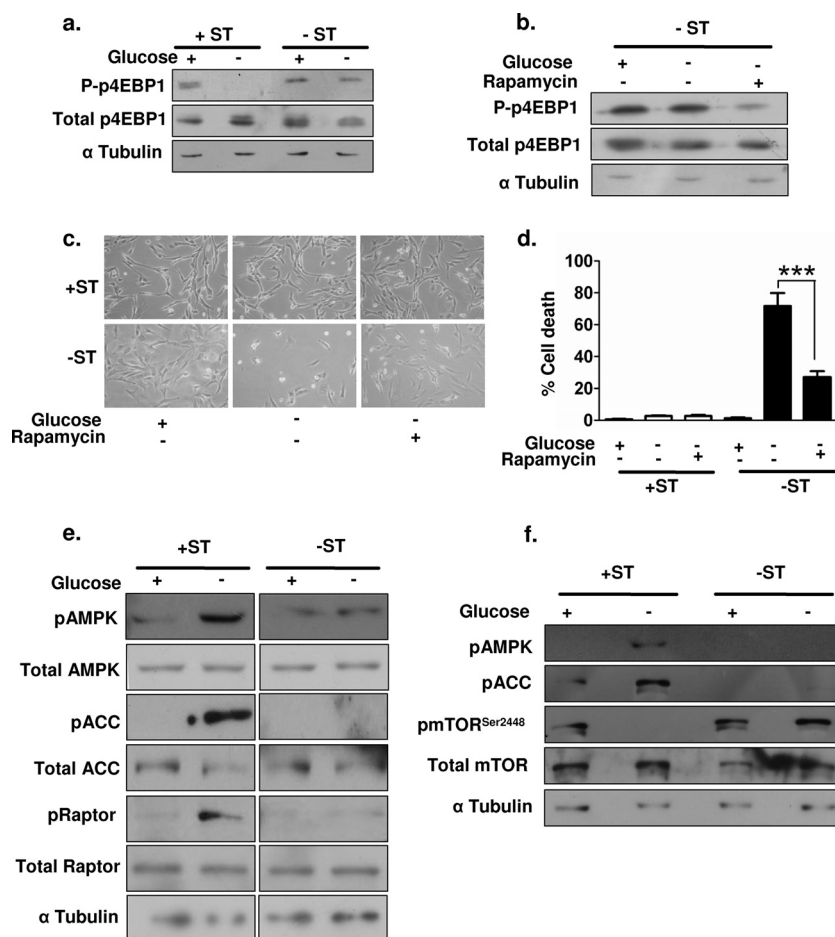 a.
+ ST - ST
Glucose + - + -
P-p4EBP1
Total p4EBP1
α Tubulin
b.
- ST
Glucose + - -
Rapamycin - - +
P-p4EBP1
Total p4EBP1
α Tubulin
c.
+ST
-ST
Glucose + - -
Rapamycin - - +
d.
***
% Cell death
100
80
60
40
20
0
Glucose + - - + - -
Rapamycin - - + - - +
+ST -ST
e.
+ST -ST
Glucose + - + -
pAMPK
Total AMPK
pACC
Total ACC
pRaptor
Total Raptor
α Tubulin
f.
+ST -ST
Glucose + - + -
pAMPK
pACC
pmTORSer2448
Total mTOR
α Tubulin